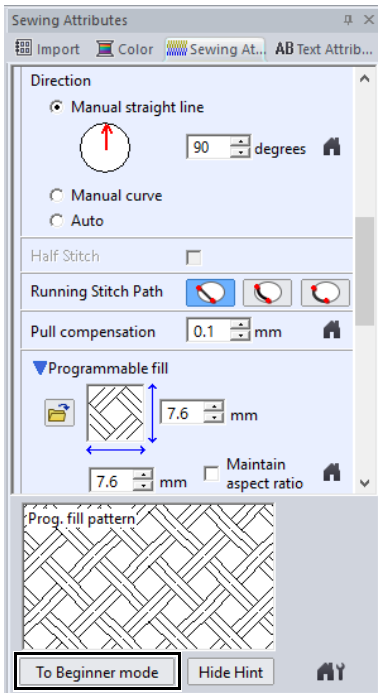 Sewing Attributes
Import Color Sewing At... AB Text Attrib...
Direction
Manual straight line
90 degrees
Manual curve
Auto
Half Stitch
Running Stitch Path
Pull compensation 0.1 mm
Programmable fill
7.6 mm
7.6 mm Maintain
aspect ratio
Prog. fill pattern
To Beginner mode Hide Hint